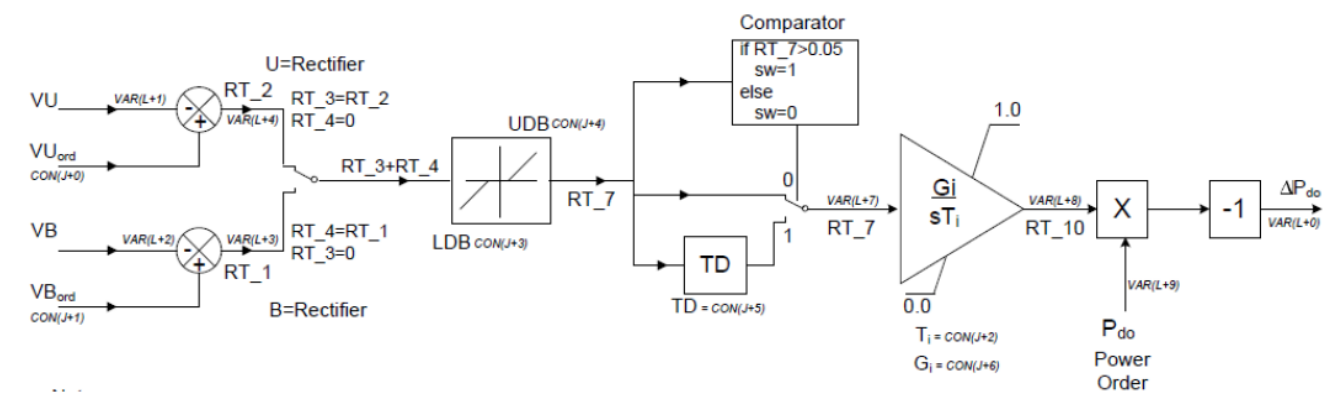 Comparator
if RT_7>0.05
sw=1
else
sw=0
U=Rectifier
VU
VAR(L+1)
-
+
RT_2
VAR(L+4)
RT_3=RT_2
RT_4=0
VUord
CON(J+0)
RT_3+RT_4
UDB CON(J+4)
LDB CON(J+3)
RT_7
0
1
VAR(L+7)
RT_7
TD
TD = CON(J+5)
1.0
Gi
sTi
0.0
Ti = CON(J+2)
Gi = CON(J+6)
VAR(L+8)
RT_10
X
-1
ΔPdo
VAR(L+0)
VAR(L+9)
Pdo
Power
Order
VB
VAR(L+2)
-
+
VAR(L+3)
RT_1
RT_4=RT_1
RT_3=0
VBord
CON(J+1)
B=Rectifier